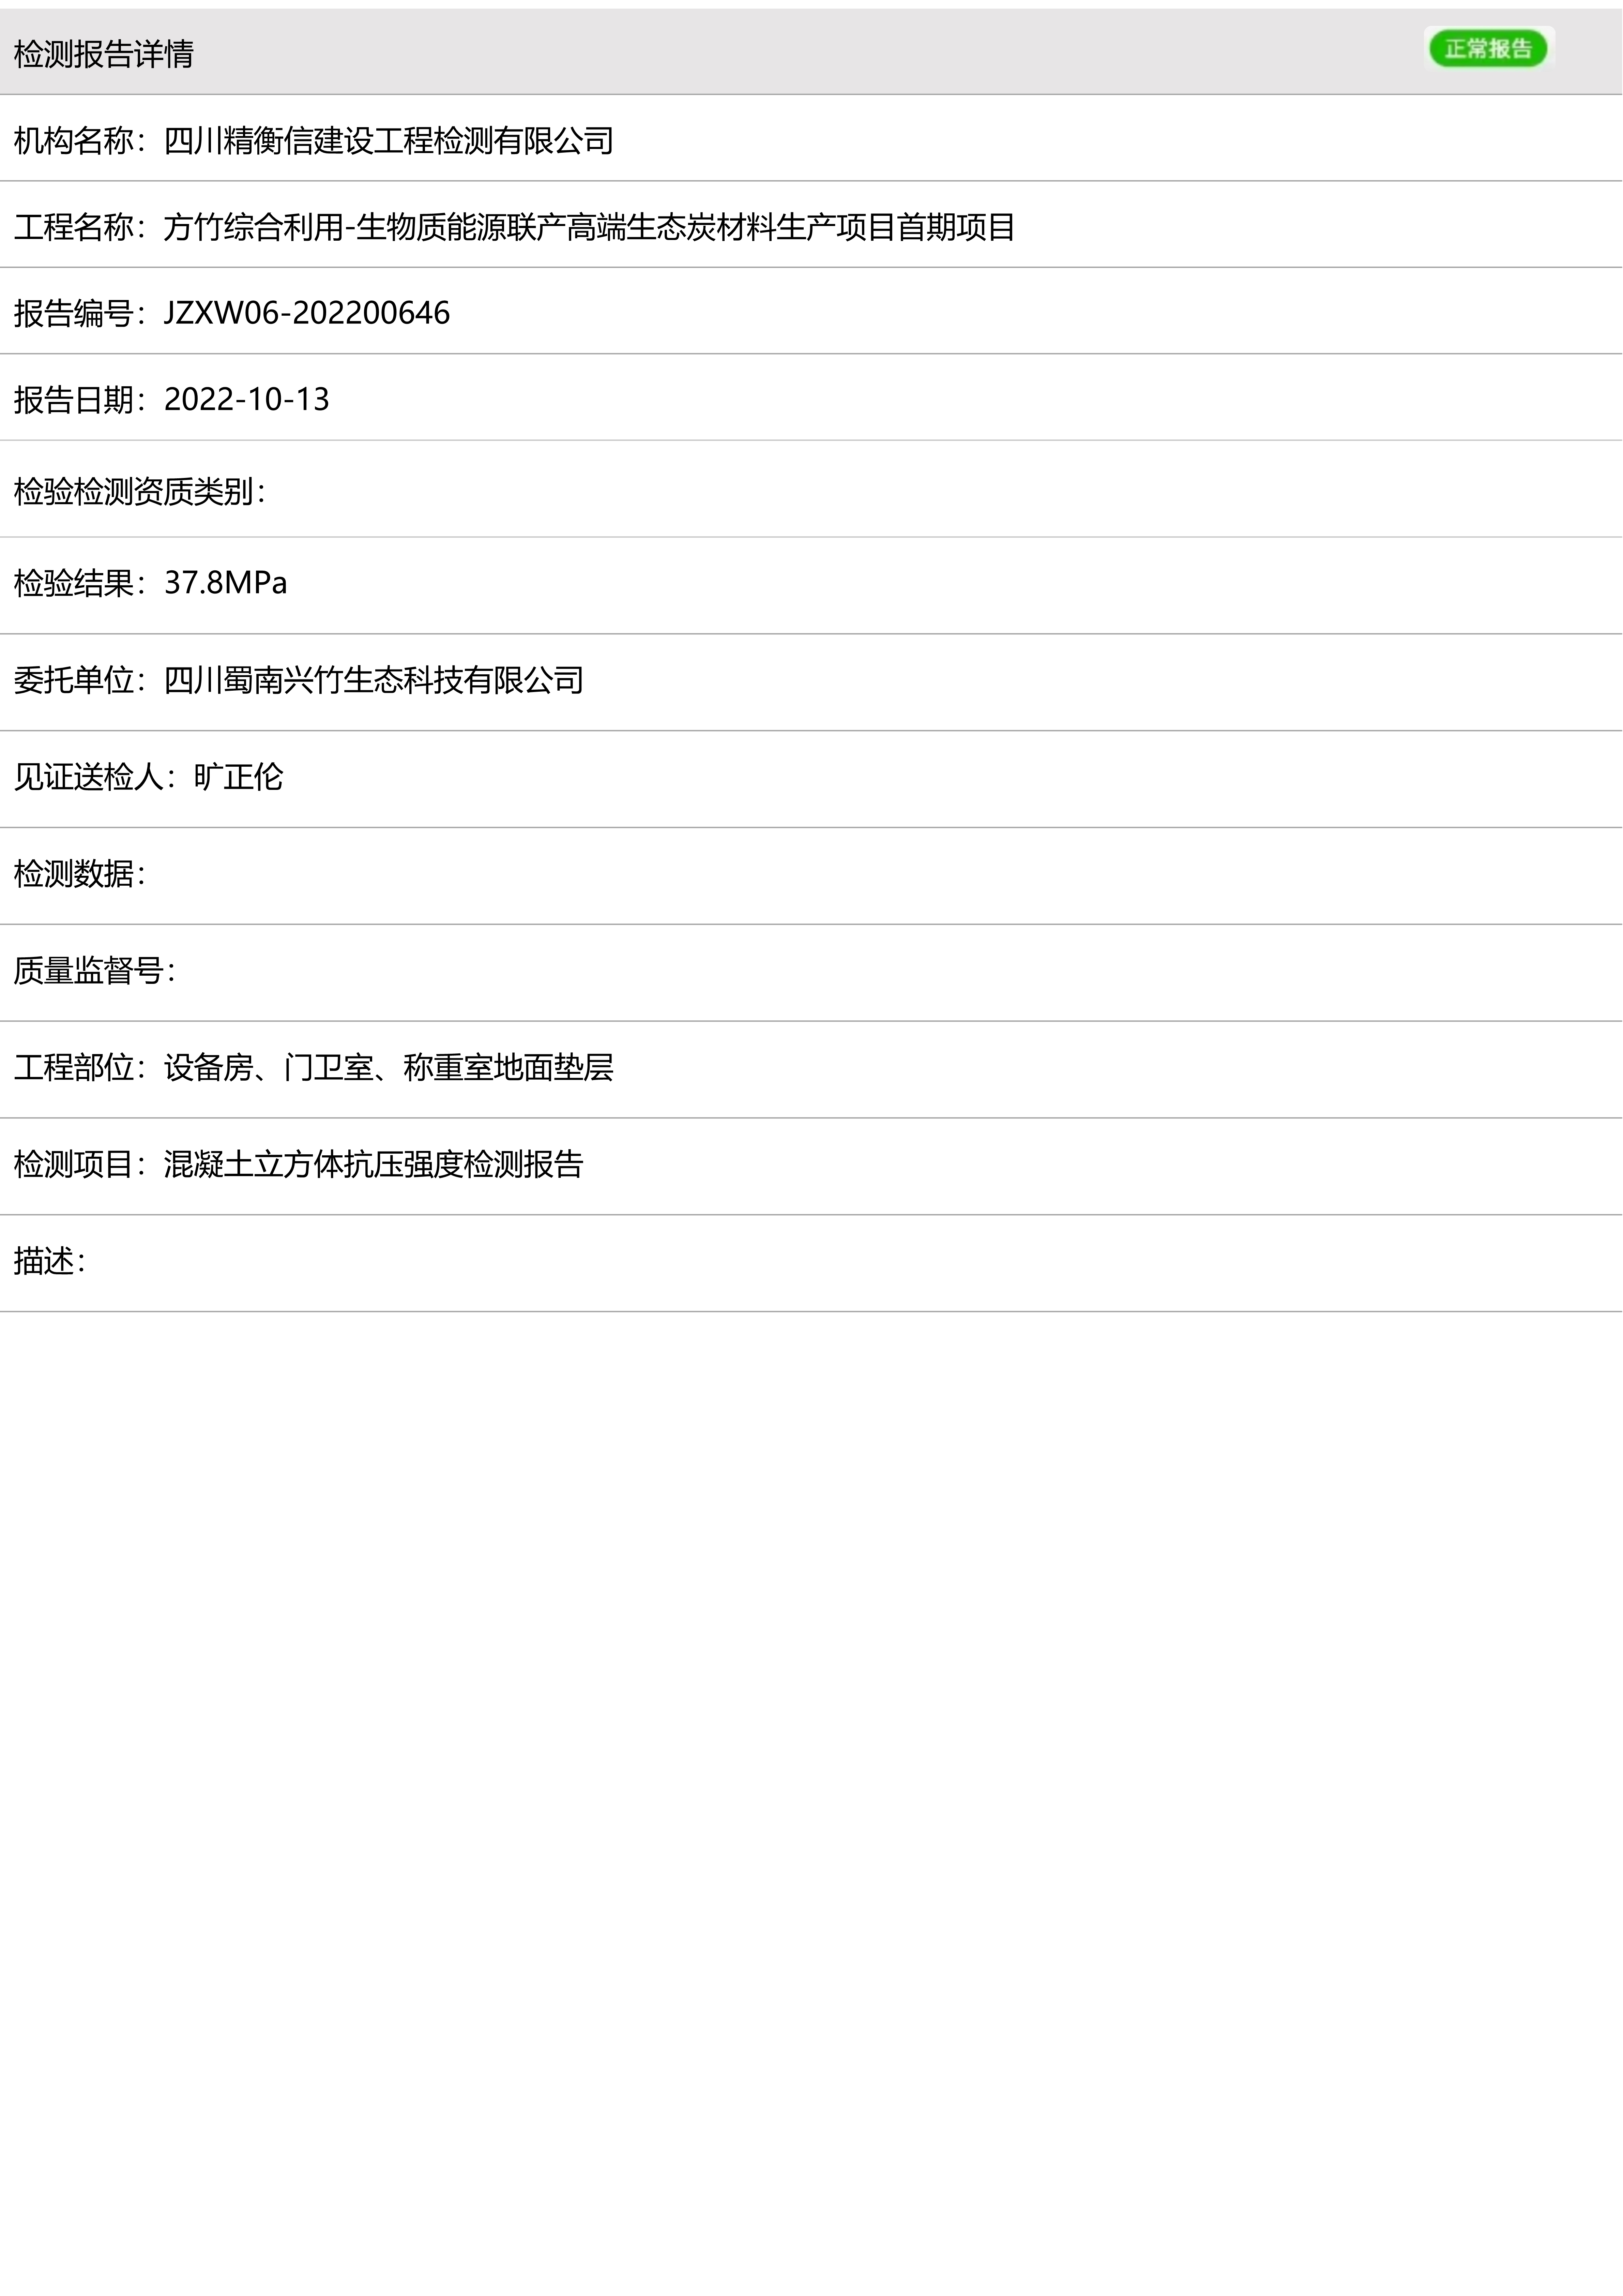 检测报告详情
正常报告
机构名称：四川精衡信建设工程检测有限公司
工程名称：方竹综合利用-生物质能源联产高端生态炭材料生产项目首期项目
报告编号：JZXW06-202200646
报告日期：2022-10-13
检验检测资质类别：
检验结果：37.8MPa
委托单位：四川蜀南兴竹生态科技有限公司
见证送检人：旷正伦
检测数据：
质量监督号：
工程部位：设备房、门卫室、称重室地面垫层
检测项目：混凝土立方体抗压强度检测报告
描述：